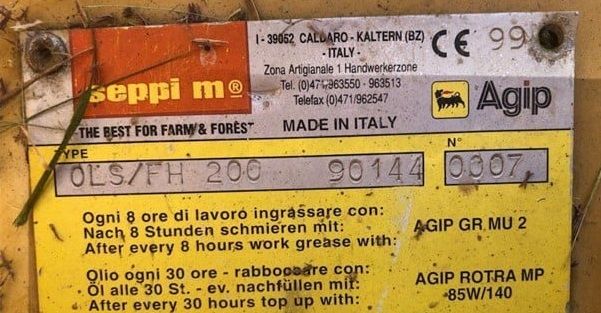 I - 39052 CALDARO - KALTERN (BZ)
- ITALY -
Zona Artigianale 1 Handwerkerzone
Tel. (0)471/963550 - 963513
Telefax (0)471/962547
CE 99
seppi m®
Agip
THE BEST FOR FARM & FOREST
MADE IN ITALY
TYPE
N°
OLS/FH 200 90144 0007
Ogni 8 ore di lavoro ingrassare con:
Nach 8 Stunden schmieren mit:
After every 8 hours work grease with:
AGIP GR MU 2
Olio ogni 30 ore - rabboccare con:
Öl alle 30 St. - ev. nachfüllen mit:
After every 30 hours top up with:
AGIP ROTRA MP
85W/140